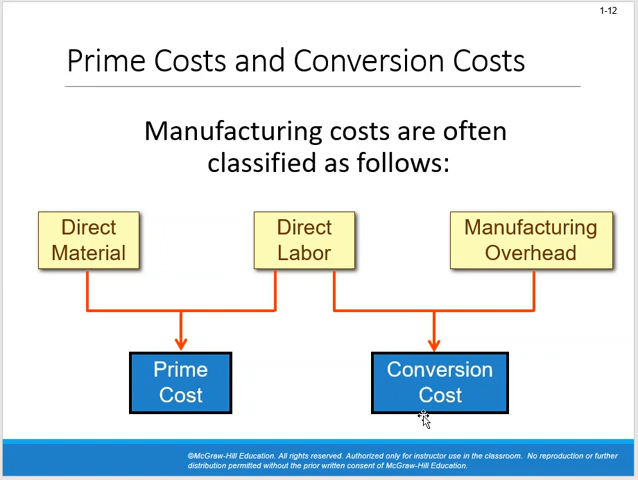 1-12
Prime Costs and Conversion Costs
Manufacturing costs are often
classified as follows:
Direct
Material
Direct
Labor
Manufacturing
Overhead
Prime
Cost
Conversion
Cost
©McGraw-Hill Education. All rights reserved. Authorized only for instructor use in the classroom. No reproduction or further
distribution permitted without the prior written consent of McGraw-Hill Education.